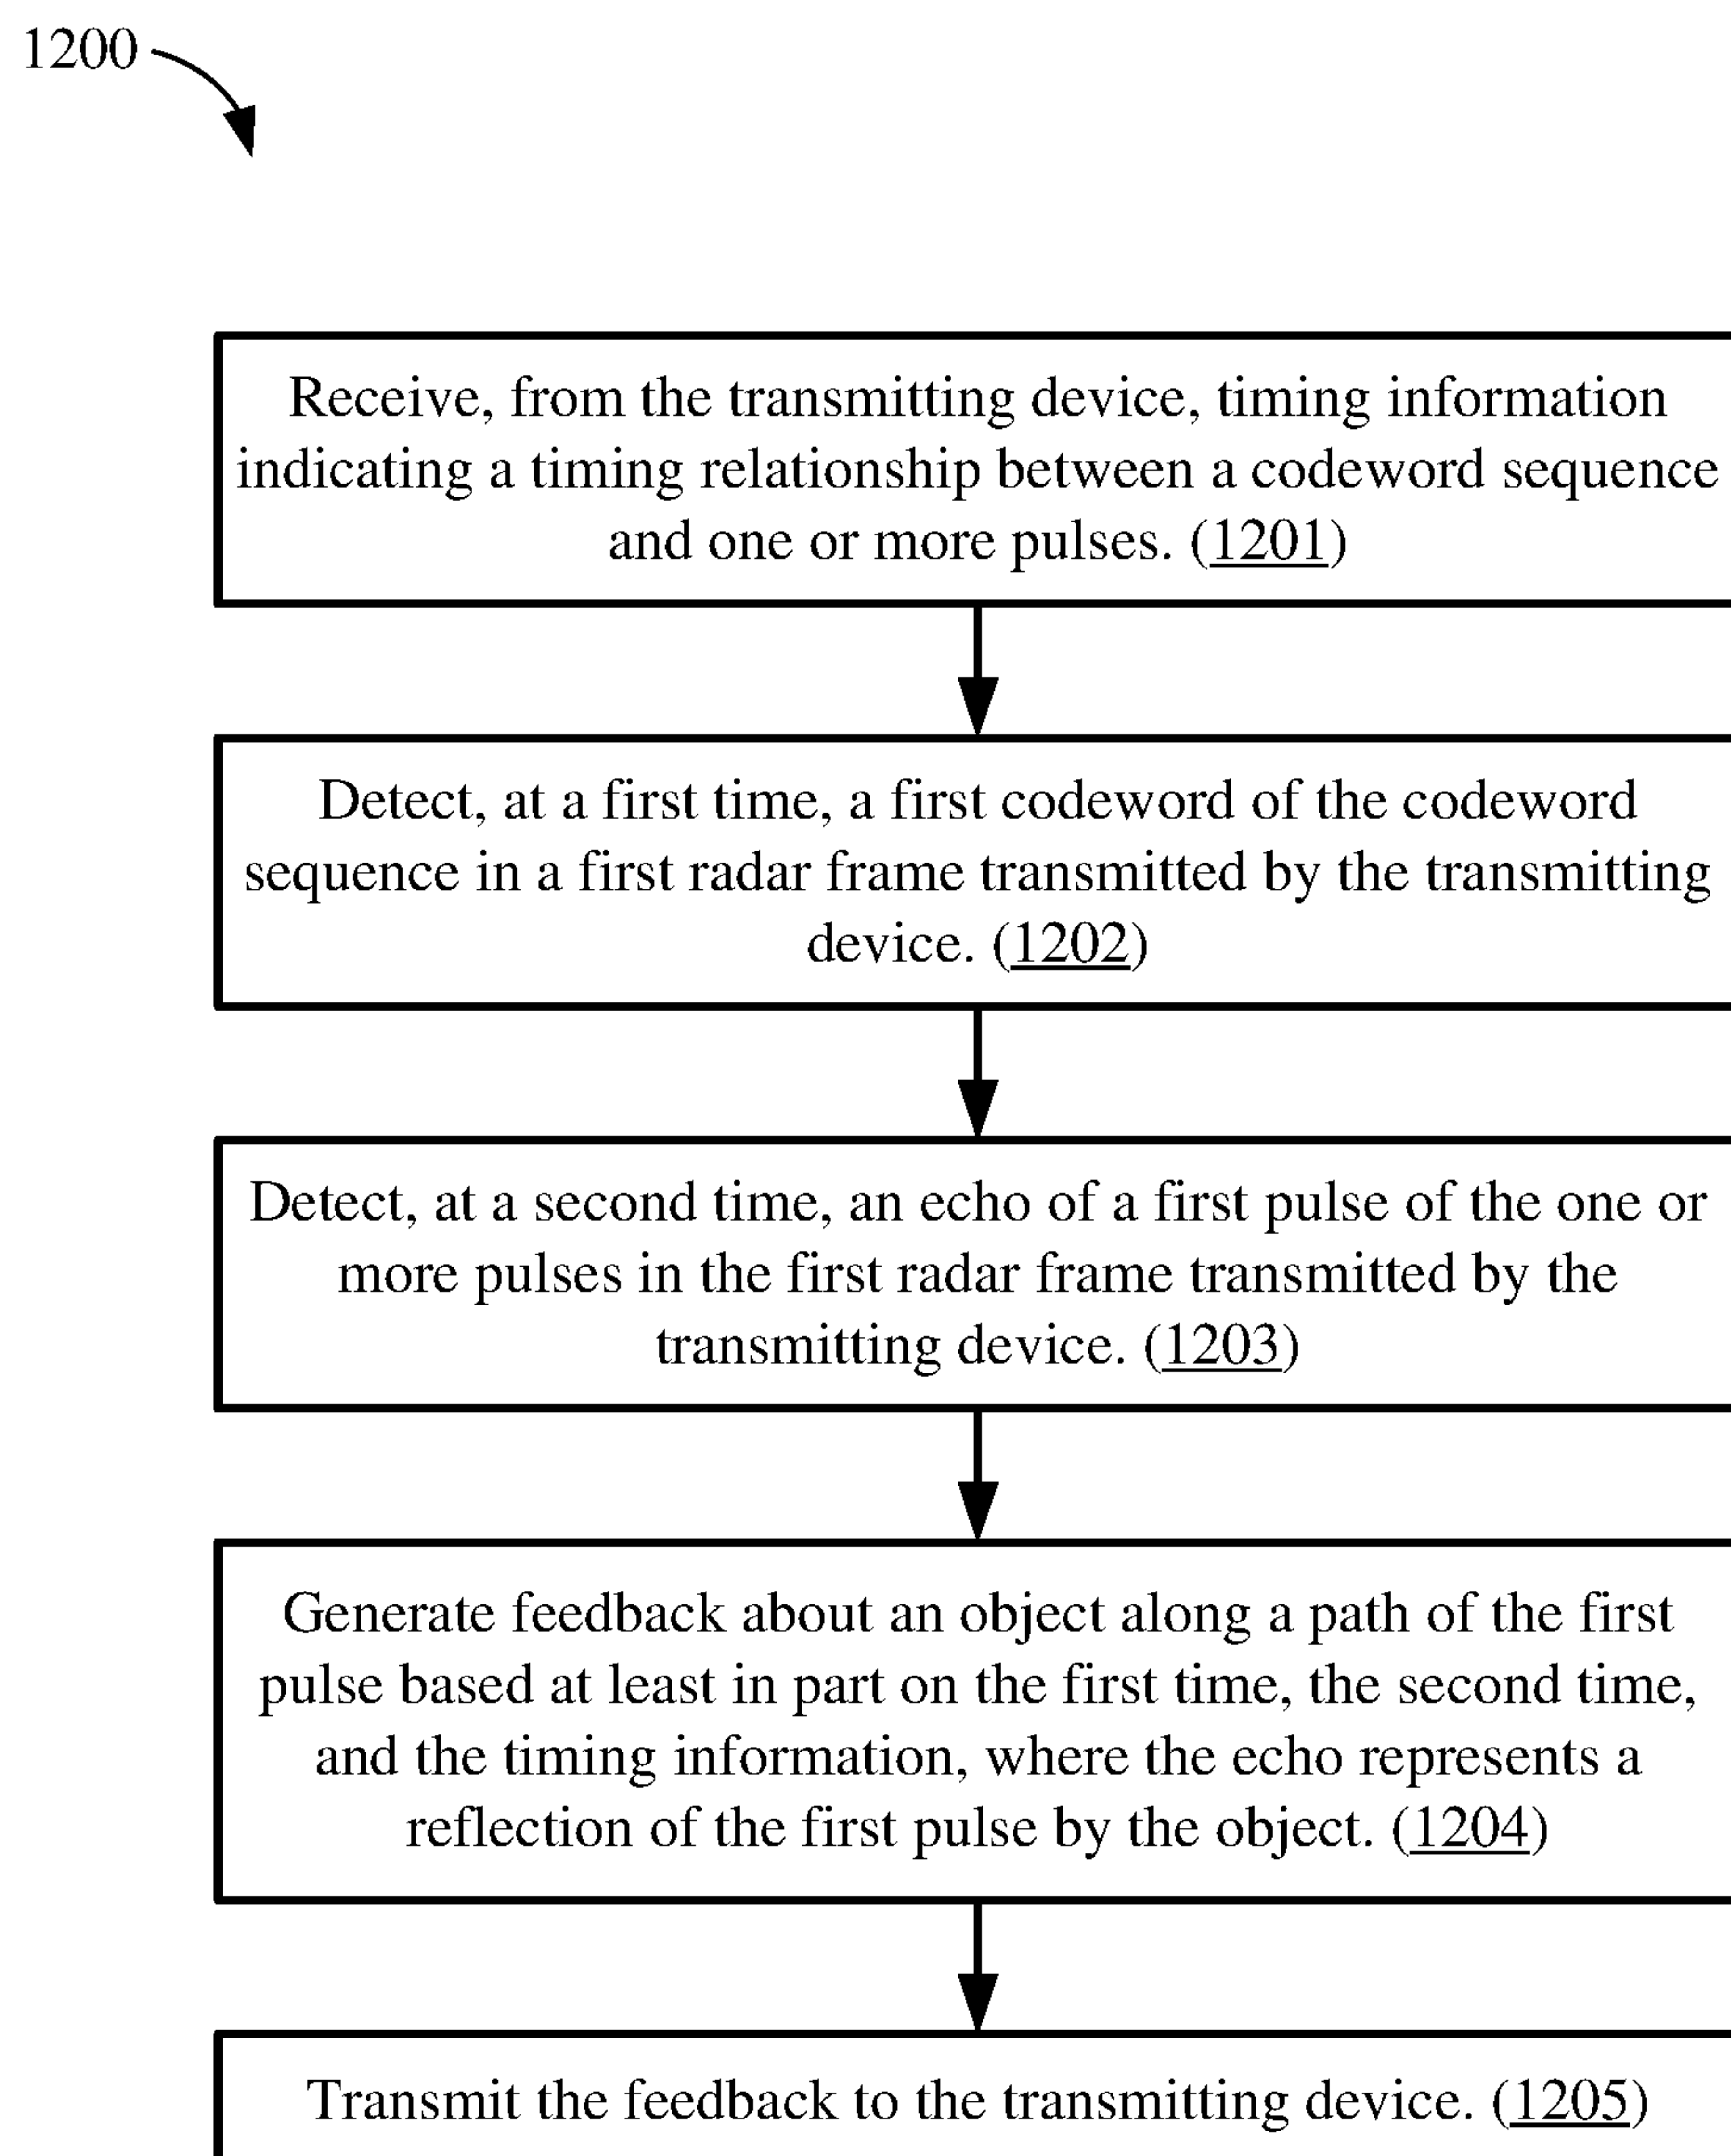 1200
Receive, from the transmitting device, timing information
indicating a timing relationship between a codeword sequence
and one or more pulses. (1201)
Detect, at a first time, a first codeword of the codeword
sequence in a first radar frame transmitted by the transmitting
device. (1202)
Detect, at a second time, an echo of a first pulse of the one or
more pulses in the first radar frame transmitted by the
transmitting device. (1203)
Generate feedback about an object along a path of the first
pulse based at least in part on the first time, the second time,
and the timing information, where the echo represents a
reflection of the first pulse by the object. (1204)
Transmit the feedback to the transmitting device. (1205)